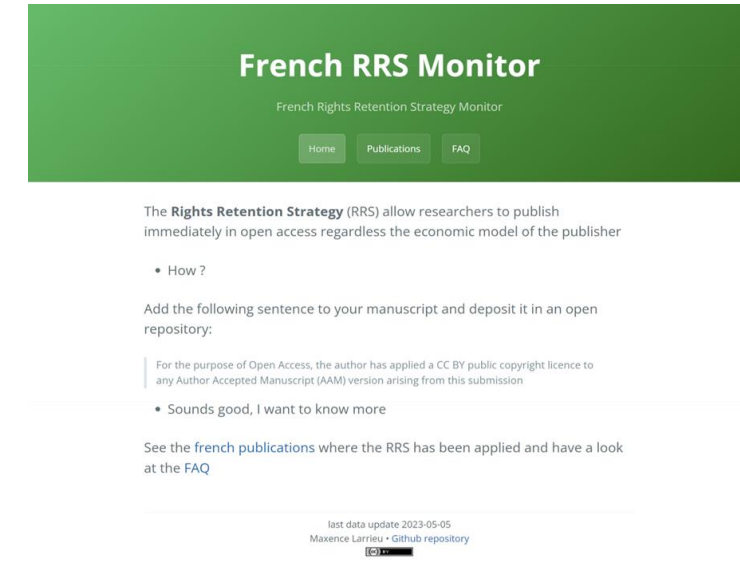 French RRS Monitor
French Rights Retention Strategy Monitor
Home Publications FAQ
The Rights Retention Strategy (RRS) allow researchers to publish
immediately in open access regardless the economic model of the publisher
• How ?
Add the following sentence to your manuscript and deposit it in an open
repository:
For the purpose of Open Access, the author has applied a CC BY public copyright licence to
any Author Accepted Manuscript (AAM) version arising from this submission
• Sounds good, I want to know more
See the french publications where the RRS has been applied and have a look
at the FAQ
last data update 2023-05-05
Maxence Larrieu • Github repository
(cc) BY